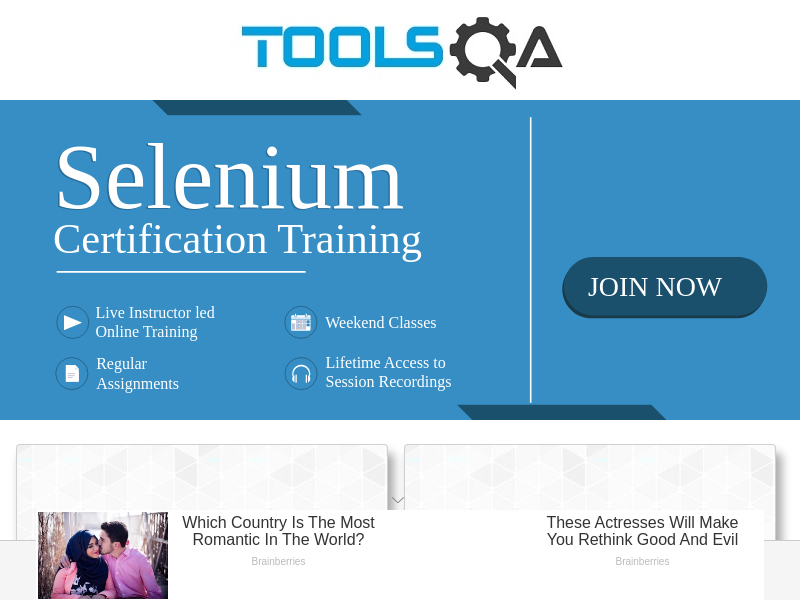 TOOLSQA
Selenium
Certification Training
JOIN NOW
Live Instructor led
Online Training
Weekend Classes
Regular
Assignments
Lifetime Access to
Session Recordings
Which Country Is The Most
Romantic In The World?
Brainberries
These Actresses Will Make
You Rethink Good And Evil
Brainberries